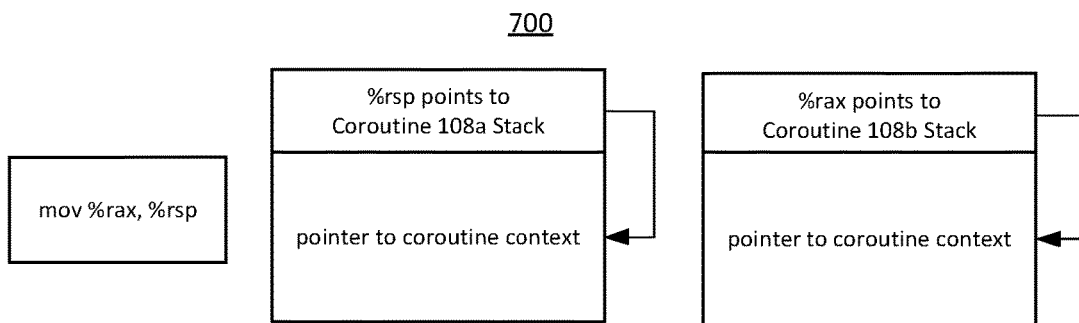 700
%rsp points to
Coroutine 108a Stack
%rax points to
Coroutine 108b Stack
mov %rax, %rsp
pointer to coroutine context
pointer to coroutine context